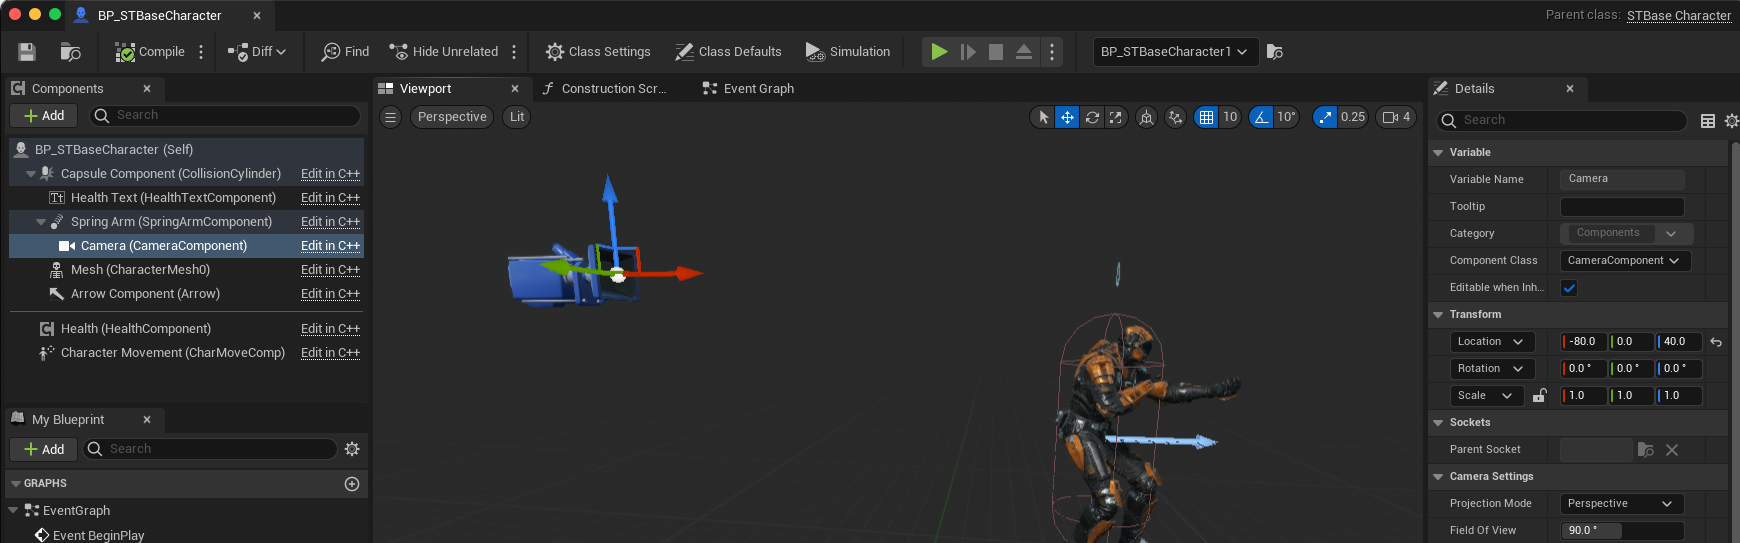 BP_STBaseCharacter
Parent class: STBase Character
Compile
Diff
Find
Hide Unrelated
Class Settings
Class Defaults
Simulation
BP_STBaseCharacter1
Components
Add
Search
BP_STBaseCharacter (Self)
Capsule Component (CollisionCylinder) Edit in C++
Health Text (HealthTextComponent) Edit in C++
Spring Arm (SpringArmComponent) Edit in C++
Camera (CameraComponent) Edit in C++
Mesh (CharacterMesh0) Edit in C++
Arrow Component (Arrow) Edit in C++
Health (HealthComponent) Edit in C++
Character Movement (CharMoveComp) Edit in C++
My Blueprint
Add
Search
GRAPHS
EventGraph
Event BeginPlay
Viewport
Construction Scr...
Event Graph
Perspective
Lit
10
10°
0.25
4
Details
Search
Variable
Variable Name Camera
Tooltip
Category Components
Component Class CameraComponent
Editable when Inh...
Transform
Location -80.0 0.0 40.0
Rotation 0.0 ° 0.0 ° 0.0 °
Scale 1.0 1.0 1.0
Sockets
Parent Socket
Camera Settings
Projection Mode Perspective
Field Of View 90.0 °